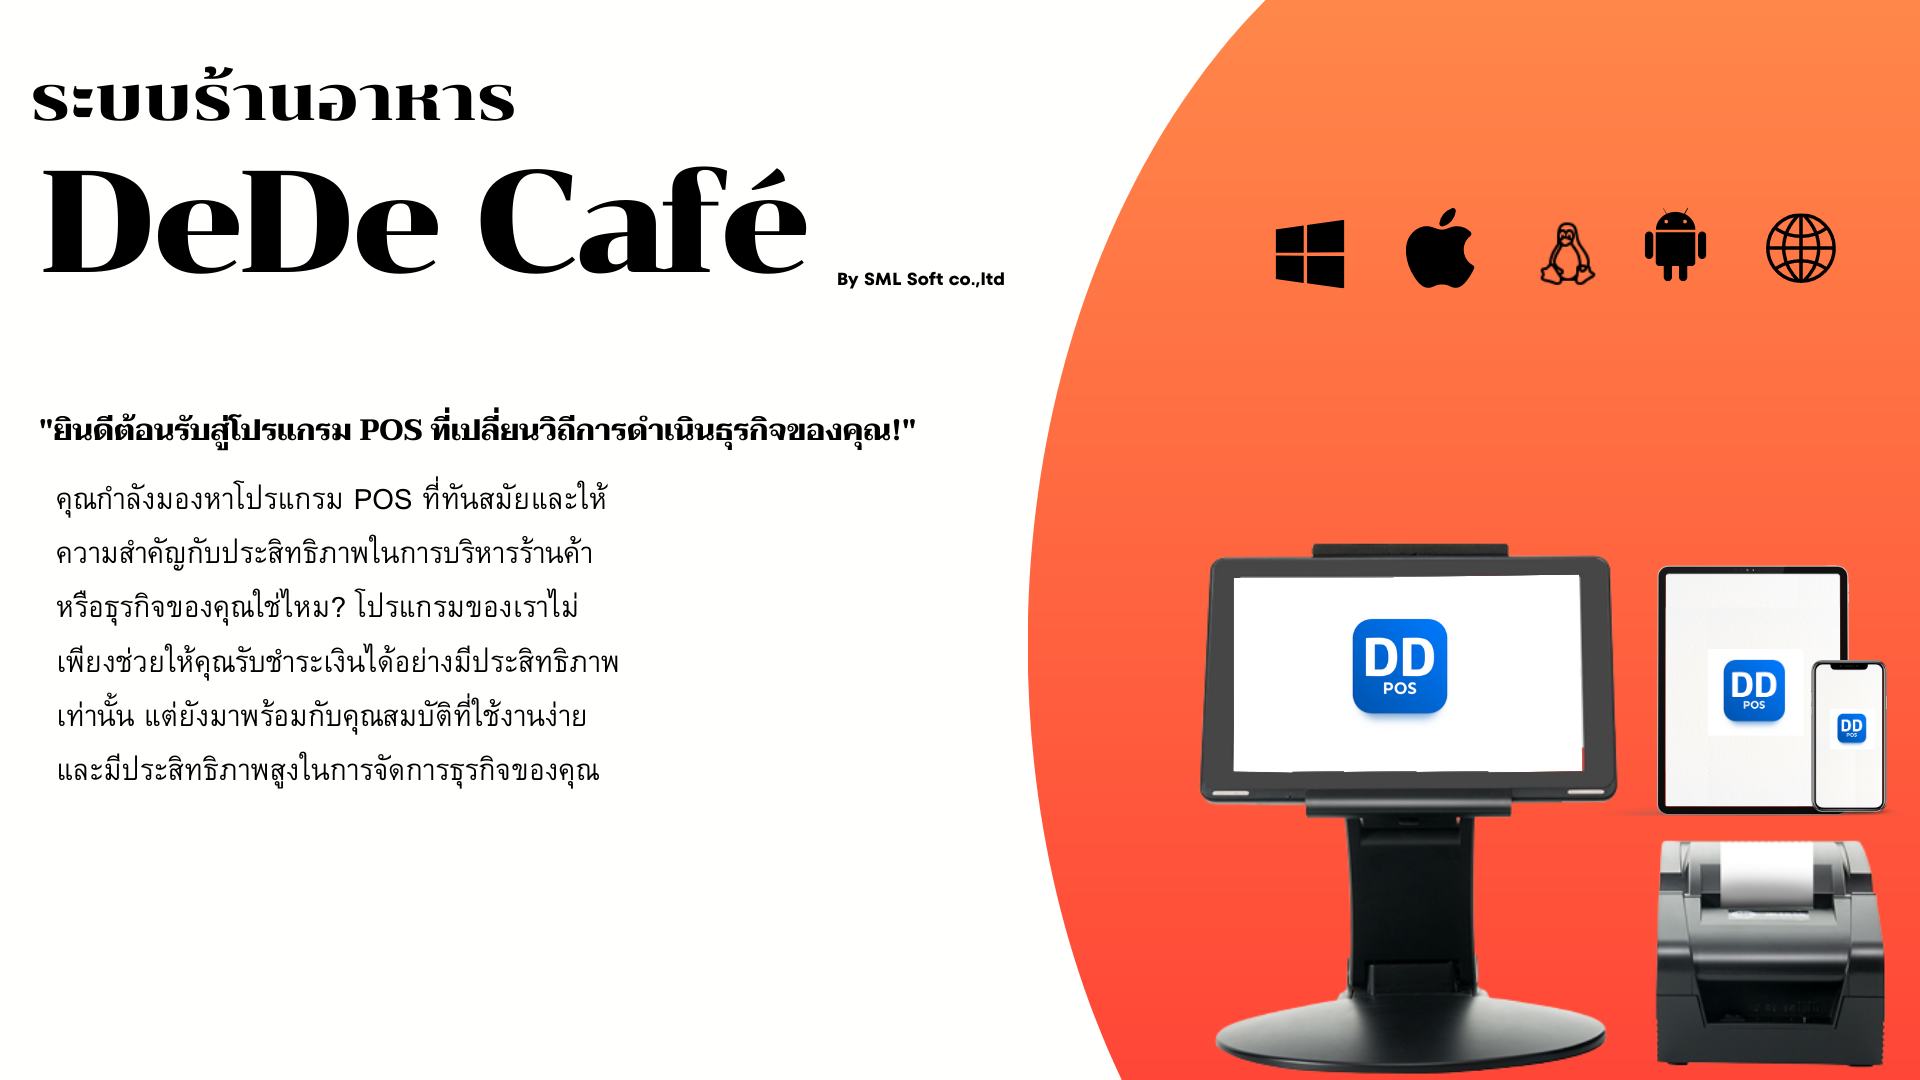 ระบบร้านอาหาร
DeDe Café
By SML Soft co.,ltd
"ยินดีต้อนรับสู่โปรแกรม POS ที่เปลี่ยนวิถีการดำเนินธุรกิจของคุณ!"
คุณกำลังมองหาโปรแกรม POS ที่ทันสมัยและให้
ความสำคัญกับประสิทธิภาพในการบริหารร้านค้า
หรือธุรกิจของคุณใช่ไหม? โปรแกรมของเราไม่
เพียงช่วยให้คุณรับชำระเงินได้อย่างมีประสิทธิภาพ
เท่านั้น แต่ยังมาพร้อมกับคุณสมบัติที่ใช้งานง่าย
และมีประสิทธิภาพสูงในการจัดการธุรกิจของคุณ
DD
POS
DD
POS
DD
POS